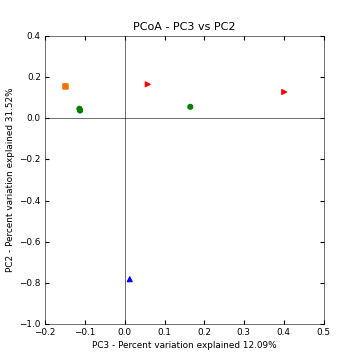 PCoA - PC3 vs PC2
0.4
0.2
0.0
−0.2
−0.4
−0.6
−0.8
−1.0
PC2 - Percent variation explained 31.52%
−0.2 −0.1 0.0 0.1 0.2 0.3 0.4 0.5
PC3 - Percent variation explained 12.09%